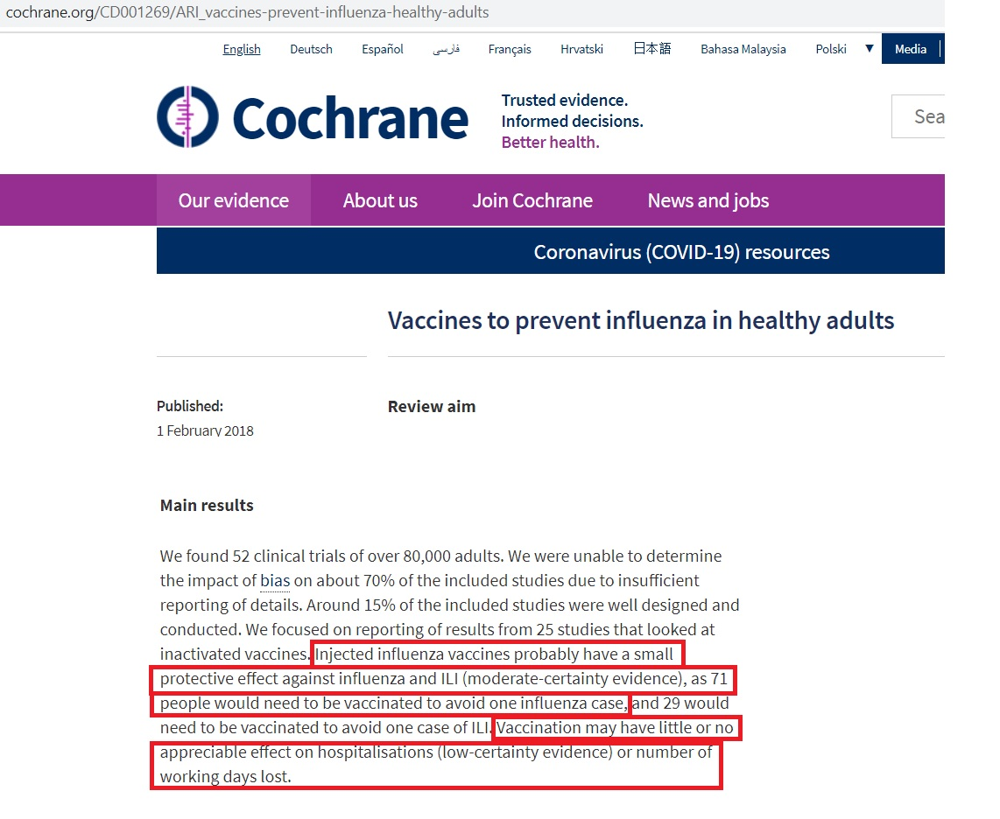 cochrane.org/CD001269/ARI_vaccines-prevent-influenza-healthy-adults
English Deutsch Español فارسی Français Hrvatski 日本語 Bahasa Malaysia Polski ▼ Media
Cochrane
Trusted evidence.
Informed decisions.
Better health.
Sea
Our evidence About us Join Cochrane News and jobs
Coronavirus (COVID-19) resources
Vaccines to prevent influenza in healthy adults
Published:
1 February 2018
Review aim
Main results
We found 52 clinical trials of over 80,000 adults. We were unable to determine
the impact of bias on about 70% of the included studies due to insufficient
reporting of details. Around 15% of the included studies were well designed and
conducted. We focused on reporting of results from 25 studies that looked at
inactivated vaccines. Injected influenza vaccines probably have a small
protective effect against influenza and ILI (moderate-certainty evidence), as 71
people would need to be vaccinated to avoid one influenza case, and 29 would
need to be vaccinated to avoid one case of ILI. Vaccination may have little or no
appreciable effect on hospitalisations (low-certainty evidence) or number of
working days lost.